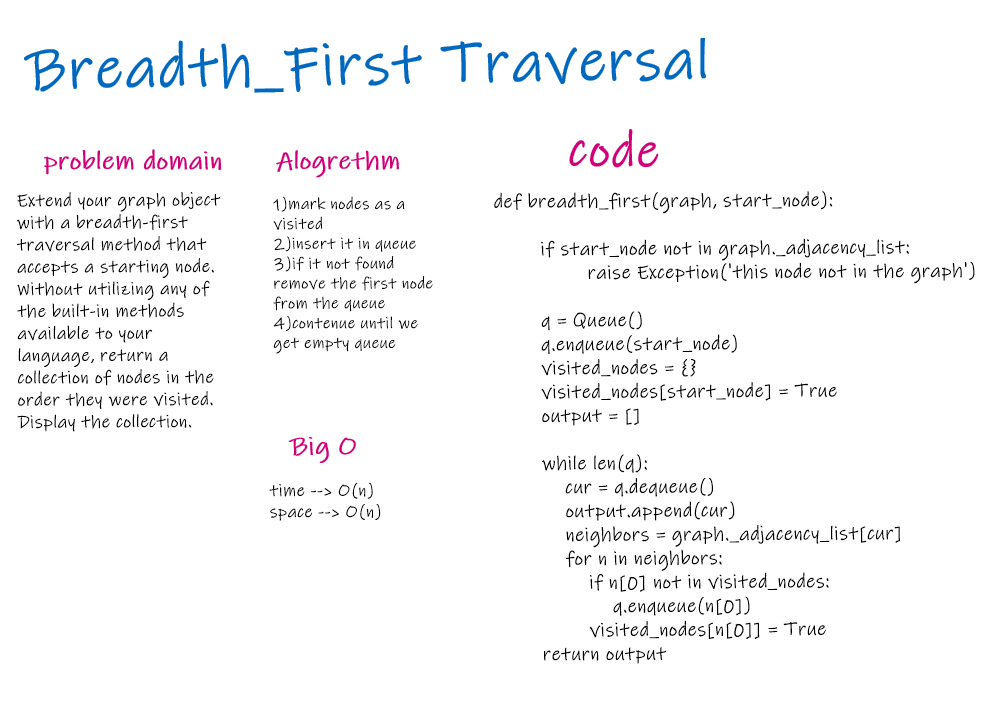 Breadth_First Traversal
problem domain
Extend your graph object
with a breadth-first
traversal method that
accepts a starting node.
Without utilizing any of
the built-in methods
available to your
language, return a
collection of nodes in the
order they were visited.
Display the collection.
Alogrethm
1)mark nodes as a
visited
2)insert it in queue
3)if it not found
remove the first node
from the queue
4)contenue until we
get empty queue
Big O
time --> O(n)
space --> O(n)
code
def breadth_first(graph, start_node):
if start_node not in graph._adjacency_list:
raise Exception('this node not in the graph')
q = Queue()
q.enqueue(start_node)
visited_nodes = {}
visited_nodes[start_node] = True
output = []
while len(q):
cur = q.dequeue()
output.append(cur)
neighbors = graph._adjacency_list[cur]
for n in neighbors:
if n[0] not in visited_nodes:
q.enqueue(n[0])
visited_nodes[n[0]] = True
return output